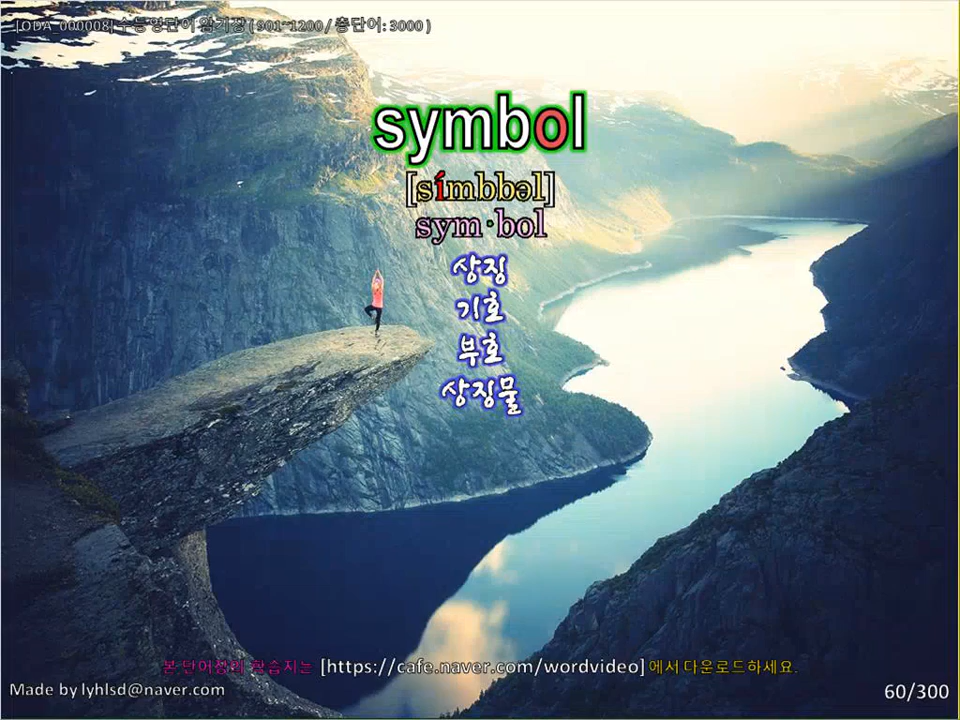 [ODA_000008] 수능영단어 암기장 ( 901~1200 / 총단어: 3000 )
symbol
[símbbəl]
sym·bol
상징
기호
부호
상징물
본 단어장의 학습지는 [https://cafe.naver.com/wordvideo] 에서 다운로드하세요.
Made by lyhlsd@naver.com
60/300